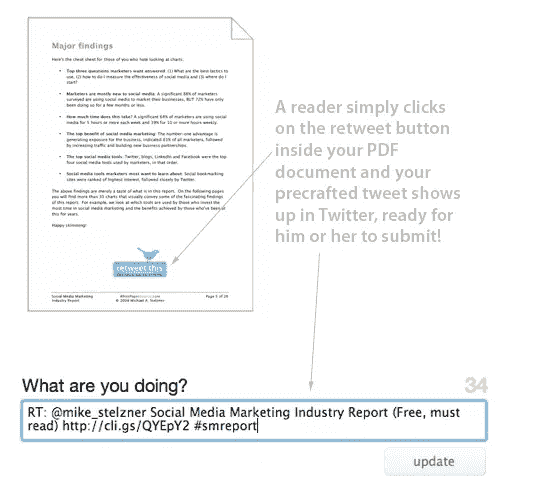 Major findings
Here's the cheat sheet for those of you who hate looking at charts.
• Top three questions marketers want answered: (1) What are the best tactics to
use, (2) how to do I measure the effectiveness of social media and (3) where do I
start?
• Marketers are mostly new to social media. A significant 88% of marketers
surveyed are using social media to market their businesses, BUT 72% have only
been doing so for a few months or less.
• How much time does this take? A significant 64% of marketers are using social
media for 5 hours or more each week and 39% for 10 or more hours weekly.
• The top benefit of social media marketing: The number-one advantage is
generating exposure for the business, indicated 81% of all marketers, followed
by increasing traffic and building new business partnerships.
• The top social media tools: Twitter, blogs, LinkedIn and Facebook were the top
four social media tools used by marketers, in that order.
• Social media tools marketers most want to learn about: Social bookmarking
sites were ranked of highest interest, followed closely by Twitter.
The above findings are merely a taste of what is in this report. On the following pages
you will find more than 35 charts that visually convey some of the fascinating findings
of this report. For example, we look at which tools are used by those who invest the
most time in social media marketing and the benefits achieved by those who've been at
this for years.
Happy skimming!
retweet this
Social Media Marketing
Industry Report
© 2009 Michael A. Stelzner
Page 5 of 26
A reader simply clicks
on the retweet button
inside your PDF
document and your
precrafted tweet shows
up in Twitter, ready for
him or her to submit!
What are you doing?
34
RT: @mike_stelzner Social Media Marketing Industry Report (Free, must
read) http://cli.gs/QYEpY2 #smreport
update